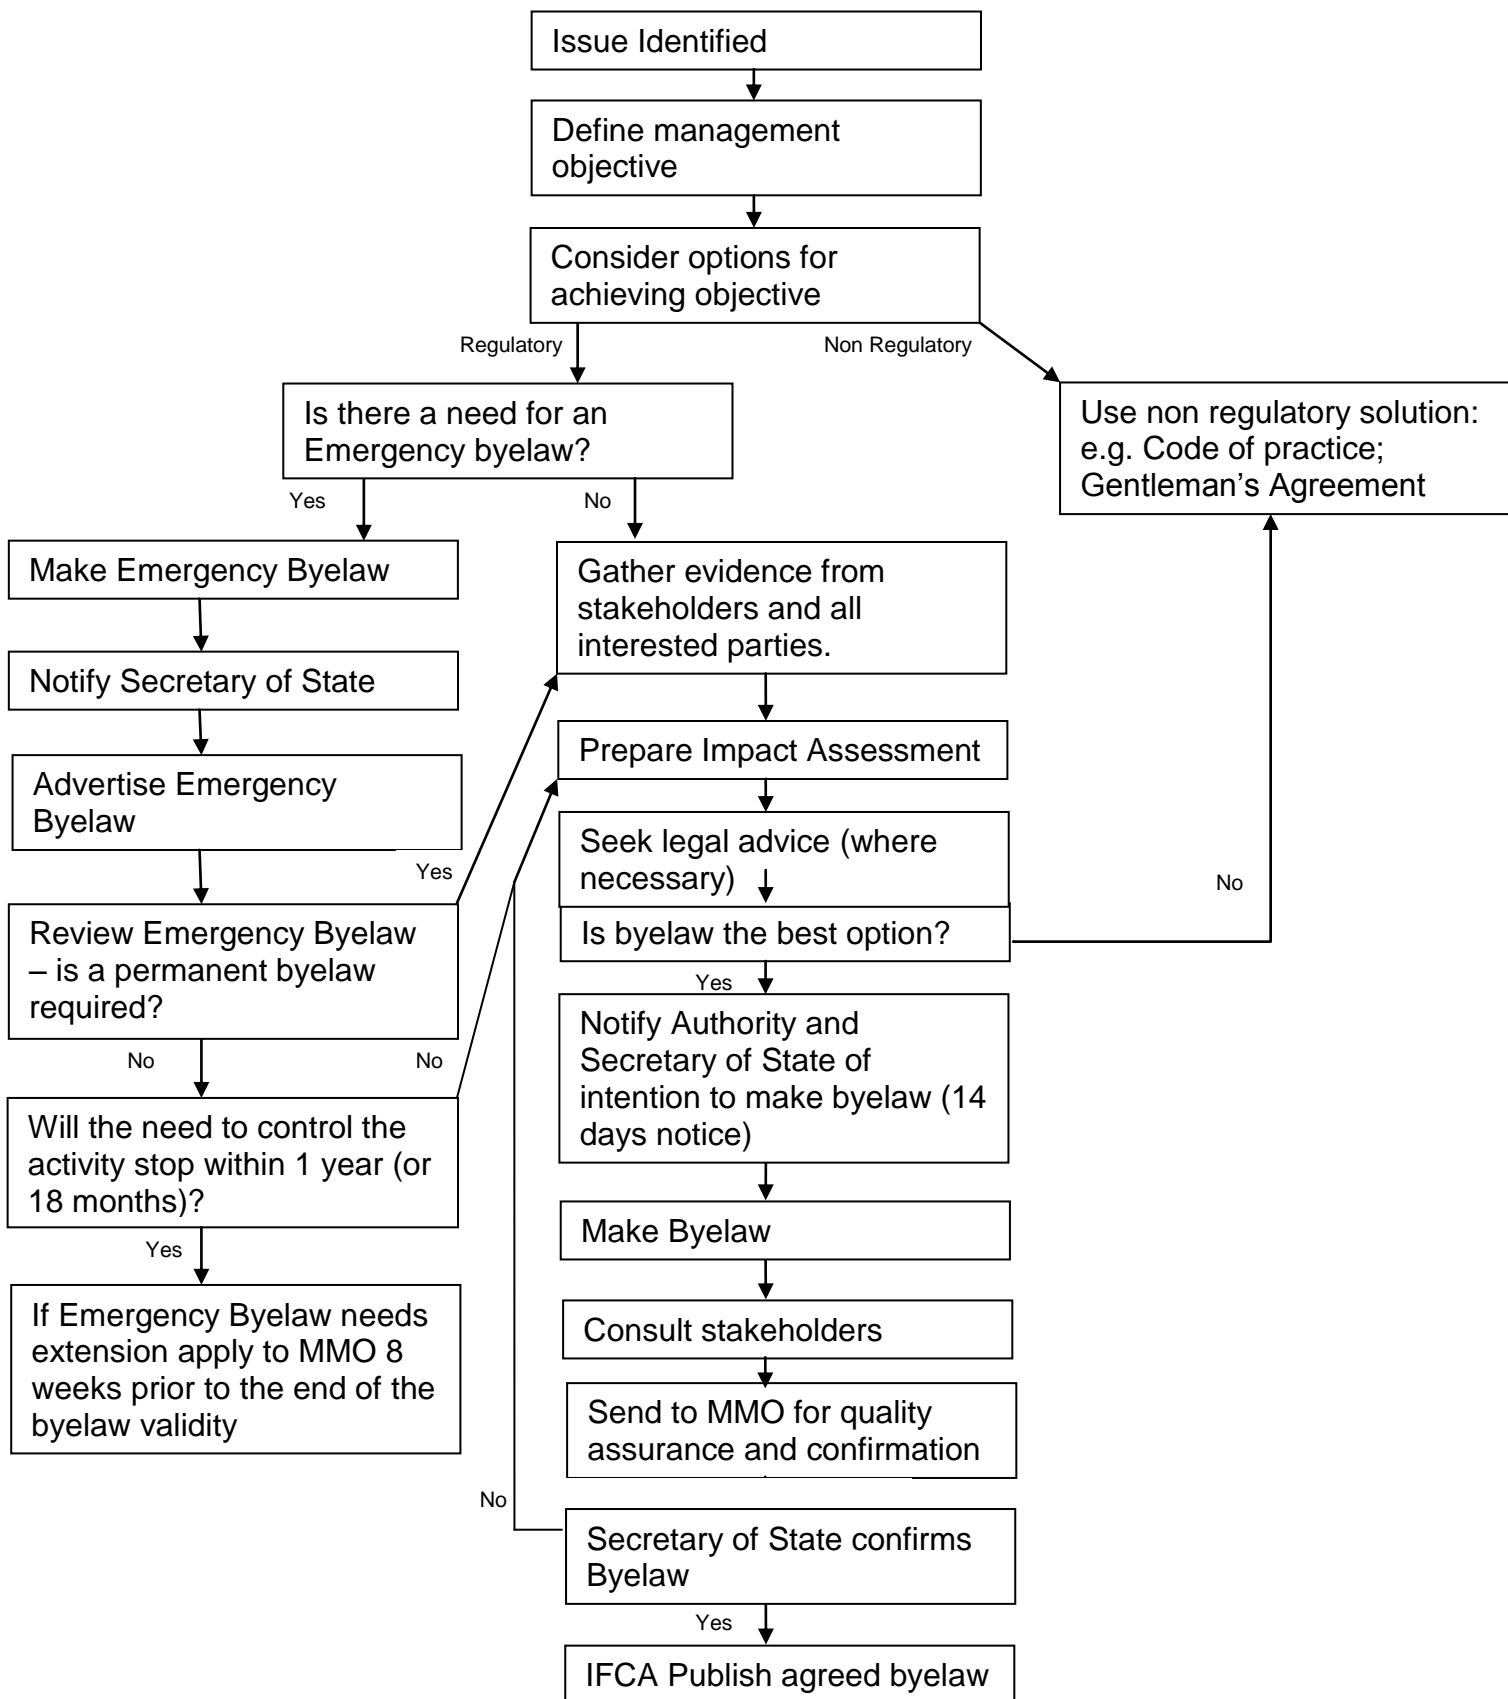 Issue Identified
Define management
objective
Consider options for
achieving objective
Regulatory
Non Regulatory
Is there a need for an
Emergency byelaw?
Use non regulatory solution:
e.g. Code of practice;
Gentleman’s Agreement
Yes
No
Make Emergency Byelaw
Gather evidence from
stakeholders and all
interested parties.
Notify Secretary of State
Prepare Impact Assessment
Advertise Emergency
Byelaw
Seek legal advice (where
necessary)
Yes
No
Is byelaw the best option?
Review Emergency Byelaw
– is a permanent byelaw
required?
Yes
Notify Authority and
Secretary of State of
intention to make byelaw (14
days notice)
No
No
Will the need to control the
activity stop within 1 year (or
18 months)?
Make Byelaw
Yes
If Emergency Byelaw needs
extension apply to MMO 8
weeks prior to the end of the
byelaw validity
Consult stakeholders
Send to MMO for quality
assurance and confirmation
No
Secretary of State confirms
Byelaw
Yes
IFCA Publish agreed byelaw